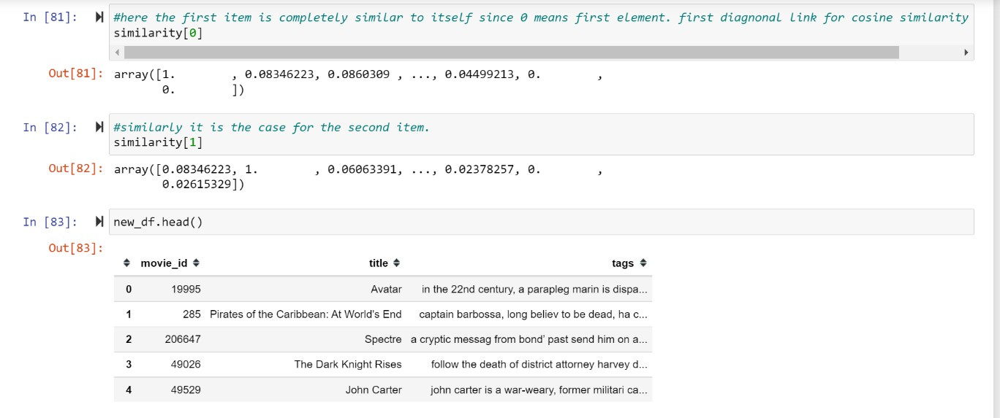 In [81]: #here the first item is completely similar to itself since 0 means first element. first diagnonal link for cosine similarity
similarity[0]
Out[81]: array([1.        , 0.08346223, 0.0860309 , ..., 0.04499213, 0.        ,
0.        ])
In [82]: #similarly it is the case for the second item.
similarity[1]
Out[82]: array([0.08346223, 1.        , 0.06063391, ..., 0.02378257, 0.        ,
0.02615329])
In [83]: new_df.head()
Out[83]:
movie_id title tags
0 19995 Avatar in the 22nd century, a parapleg marin is dispa...
1 285 Pirates of the Caribbean: At World's End captain barbossa, long believ to be dead, ha c...
2 206647 Spectre a cryptic messag from bond’ past send him on a...
3 49026 The Dark Knight Rises follow the death of district attorney harvey d...
4 49529 John Carter john carter is a war-weary, former militari ca...